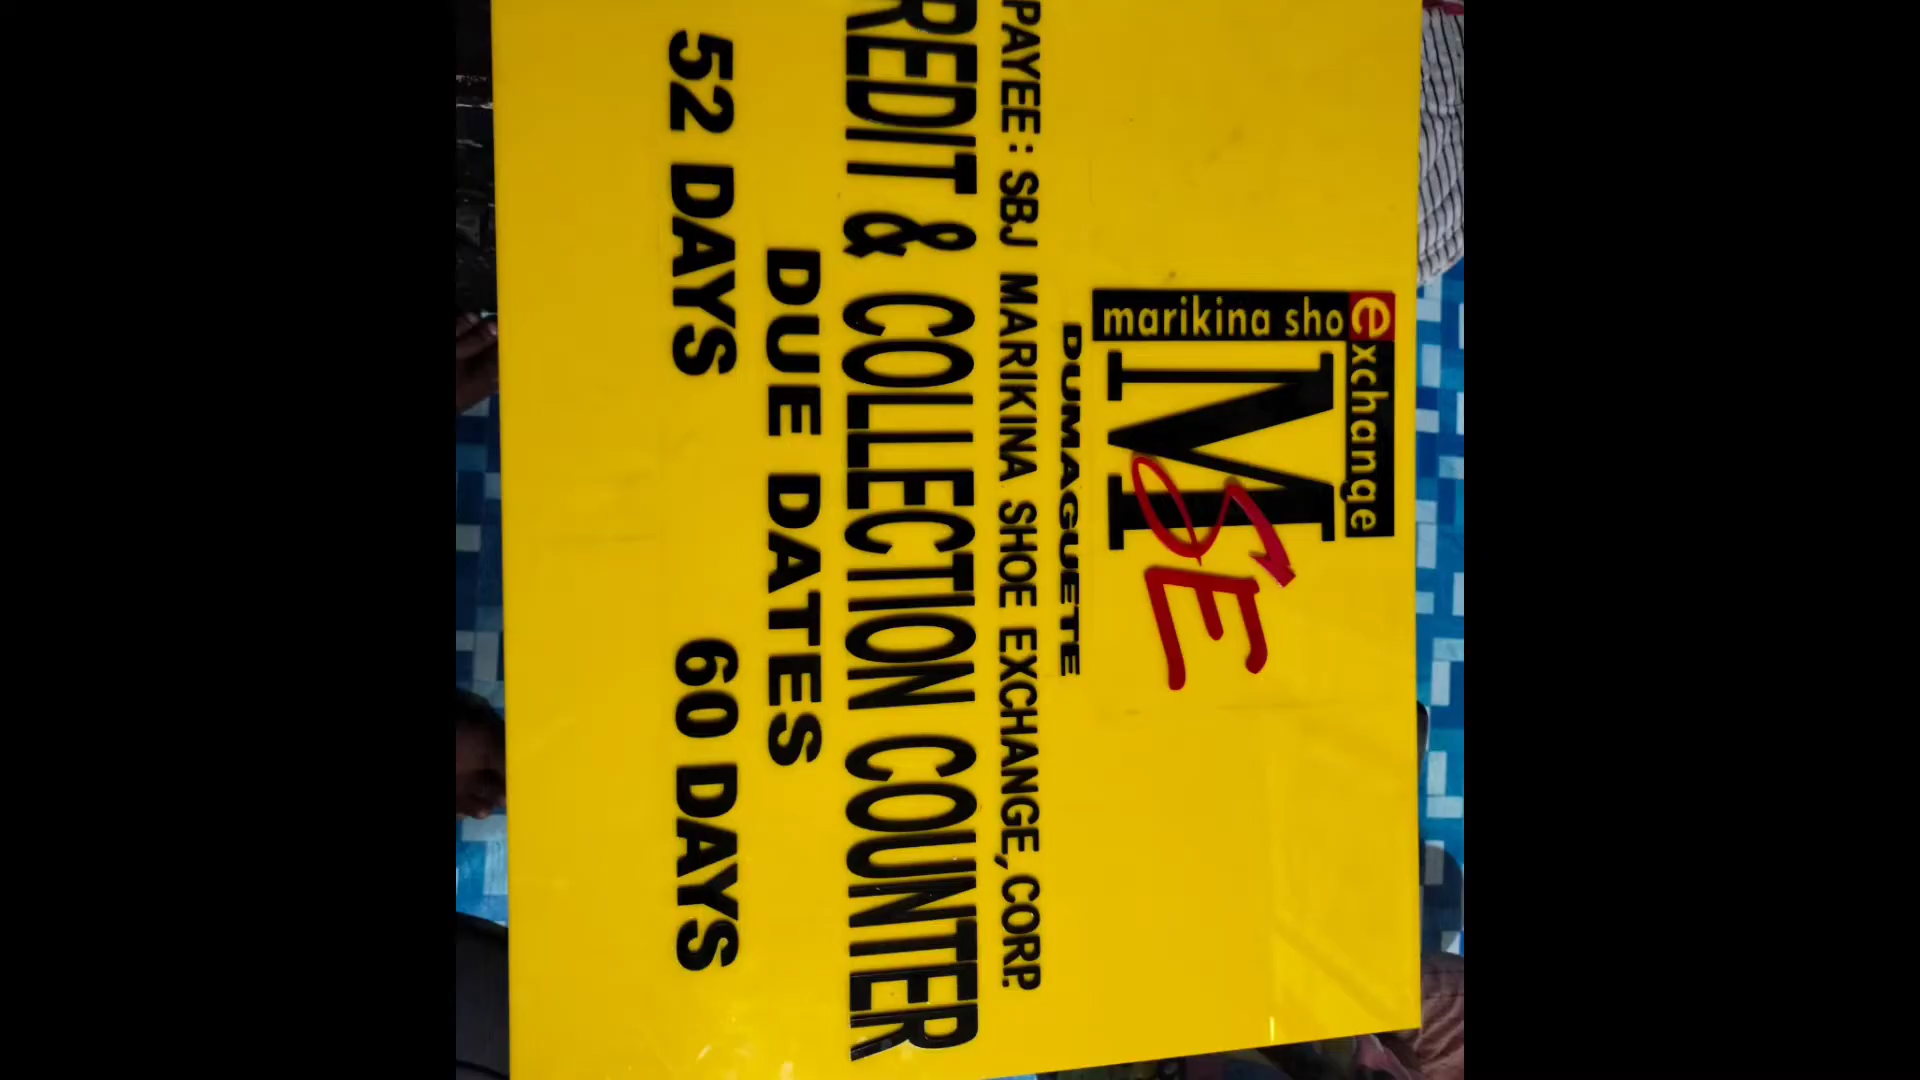 marikina shoe
xchange
MSE
DUMAGUETE
PAYEE: SBJ MARIKINA SHOE EXCHANGE, CORP.
REDIT & COLLECTION COUNTER
DUE DATES
52 DAYS 60 DAYS